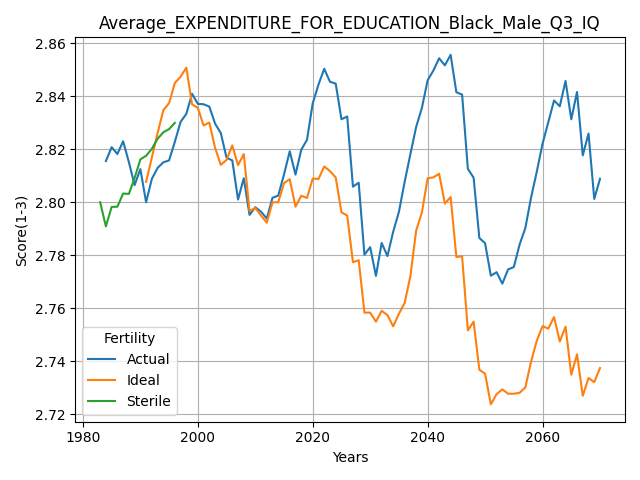 Average_EXPENDITURE_FOR_EDUCATION_Black_Male_Q3_IQ
2.86
2.84
2.82
2.80
2.78
2.76
2.74
2.72
Score(1-3)
Fertility
Actual
Ideal
Sterile
1980 2000 2020 2040 2060
Years